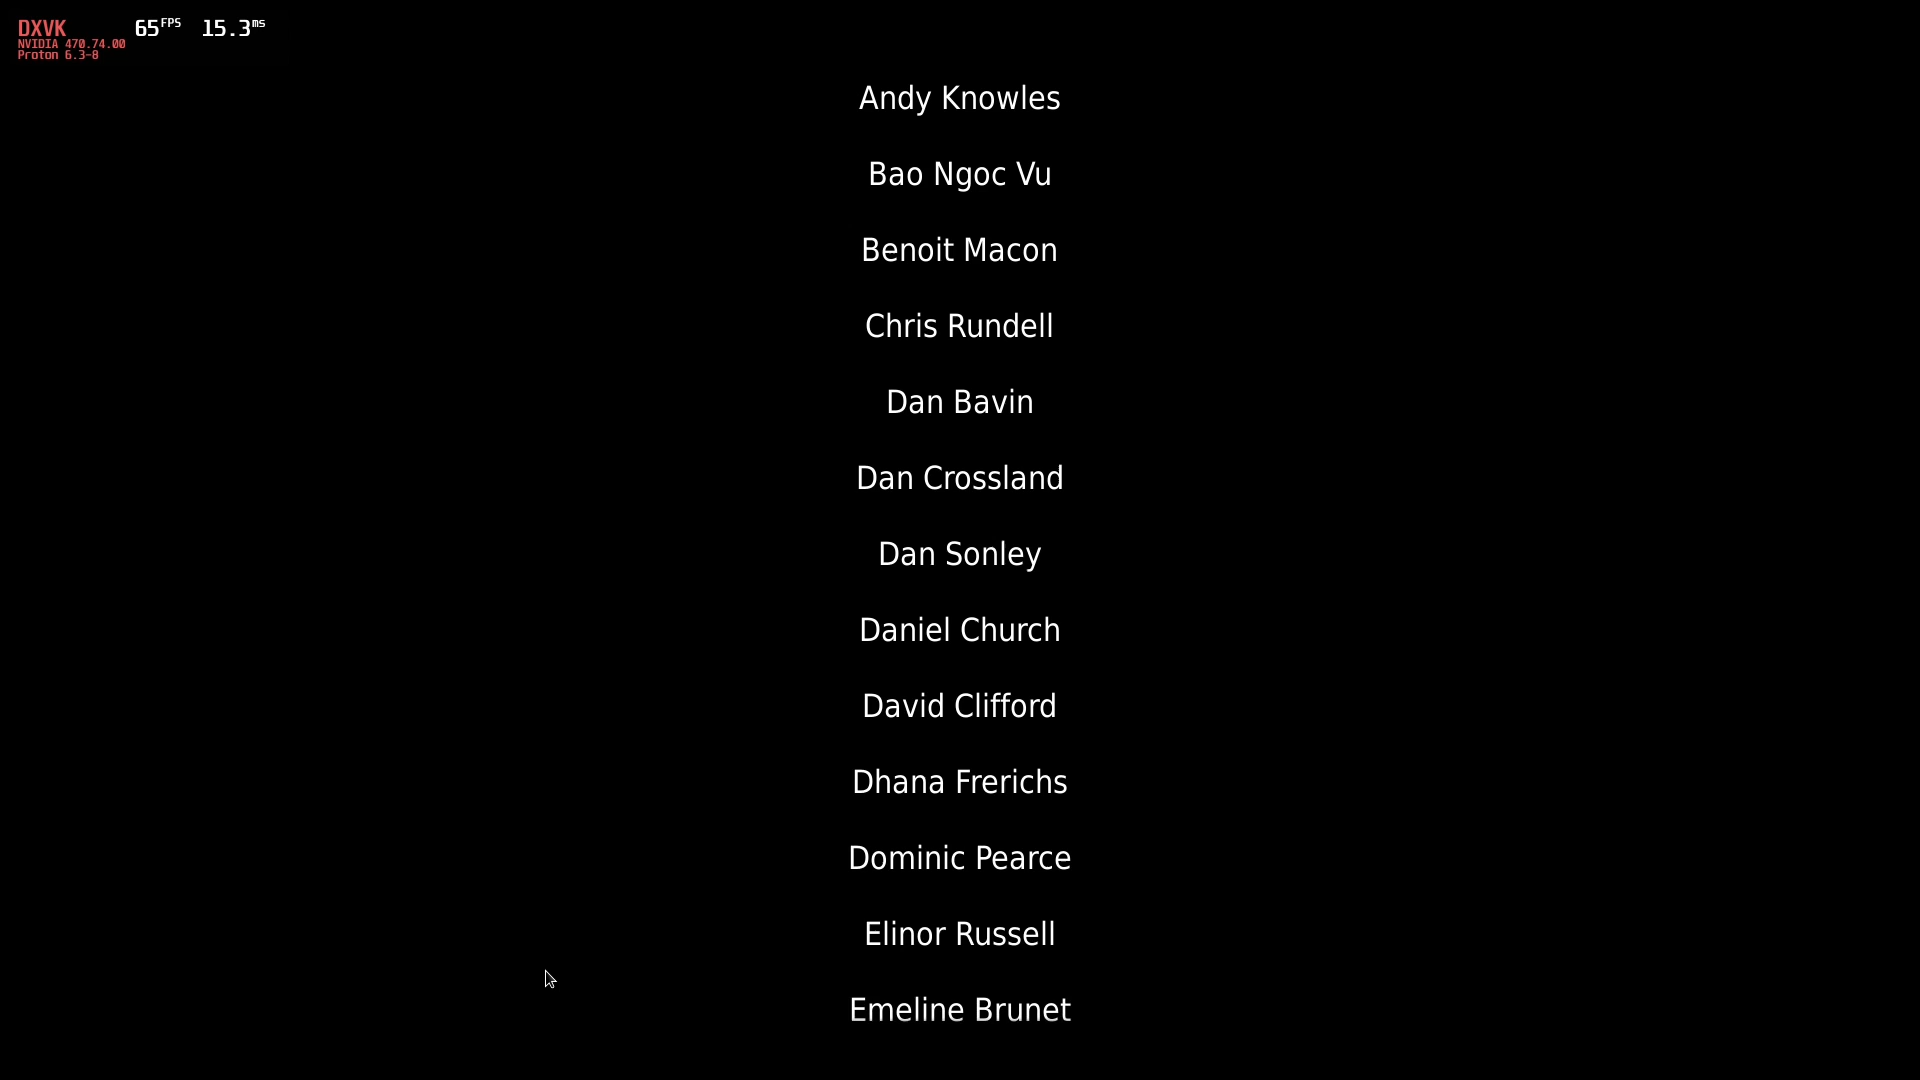 DXVK 65FPS 15.3ms
NVIDIA 470.74.00
Proton 6.3-8
Andy Knowles
Bao Ngoc Vu
Benoit Macon
Chris Rundell
Dan Bavin
Dan Crossland
Dan Sonley
Daniel Church
David Clifford
Dhana Frerichs
Dominic Pearce
Elinor Russell
Emeline Brunet